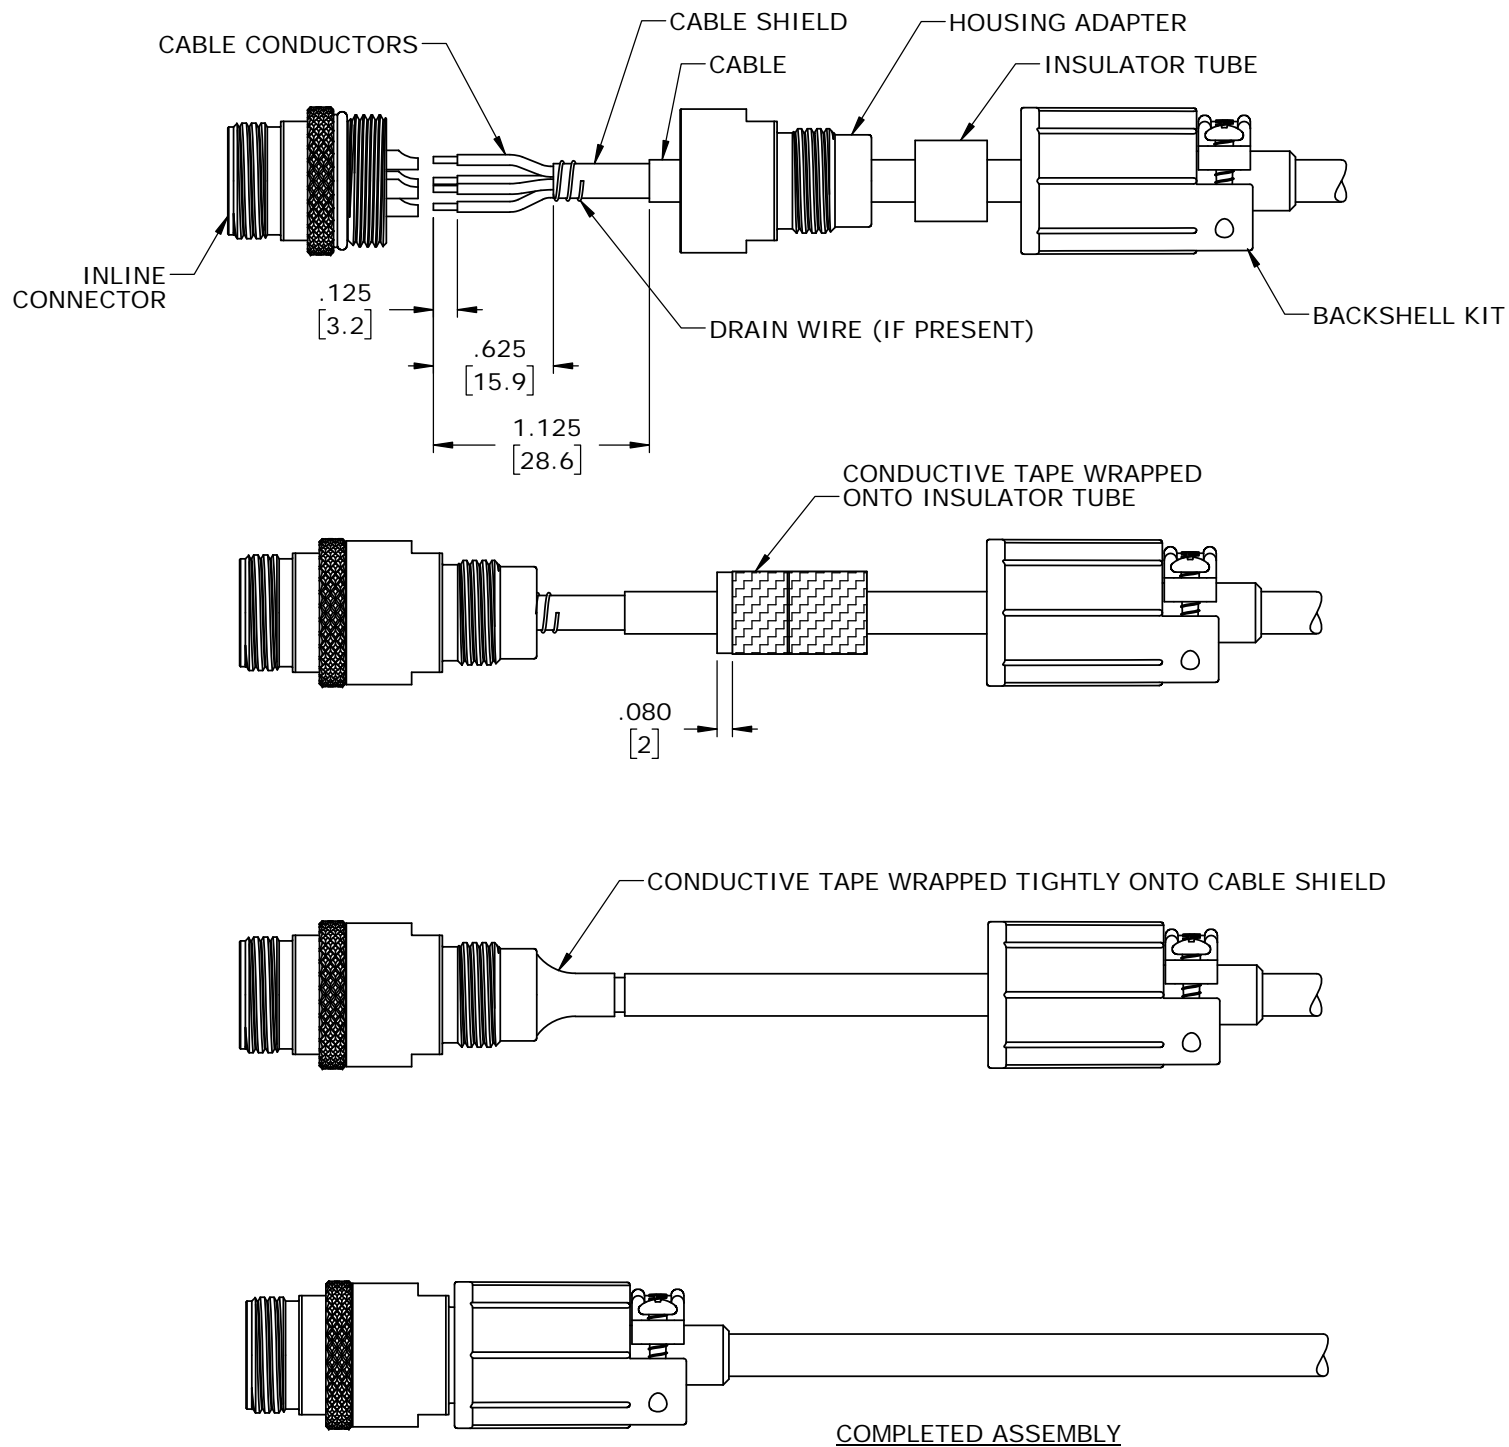 CABLE SHIELD
HOUSING ADAPTER
CABLE CONDUCTORS
CABLE
INSULATOR TUBE
INLINE
CONNECTOR
.125
[3.2]
DRAIN WIRE (IF PRESENT)
BACKSHELL KIT
.625
[15.9]
1.125
[28.6]
CONDUCTIVE TAPE WRAPPED
ONTO INSULATOR TUBE
.080
[2]
CONDUCTIVE TAPE WRAPPED TIGHTLY ONTO CABLE SHIELD
COMPLETED ASSEMBLY